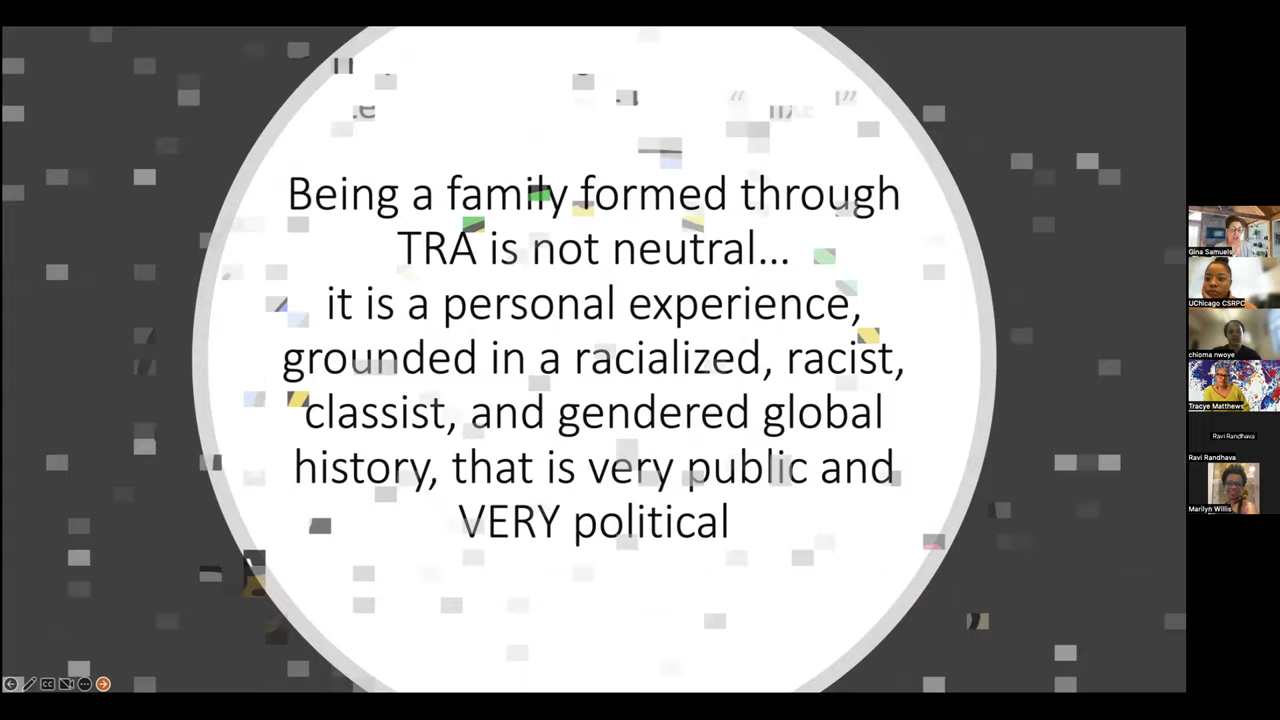 Being a family formed through
TRA is not neutral...
it is a personal experience,
grounded in a racialized, racist,
classist, and gendered global
history, that is very public and
VERY political
Gina Samuels
UChicago CSRPC
chioma nwoye
Tracye Matthews
Ravi Randhava
Ravi Randhava
Marilyn Willis
CC